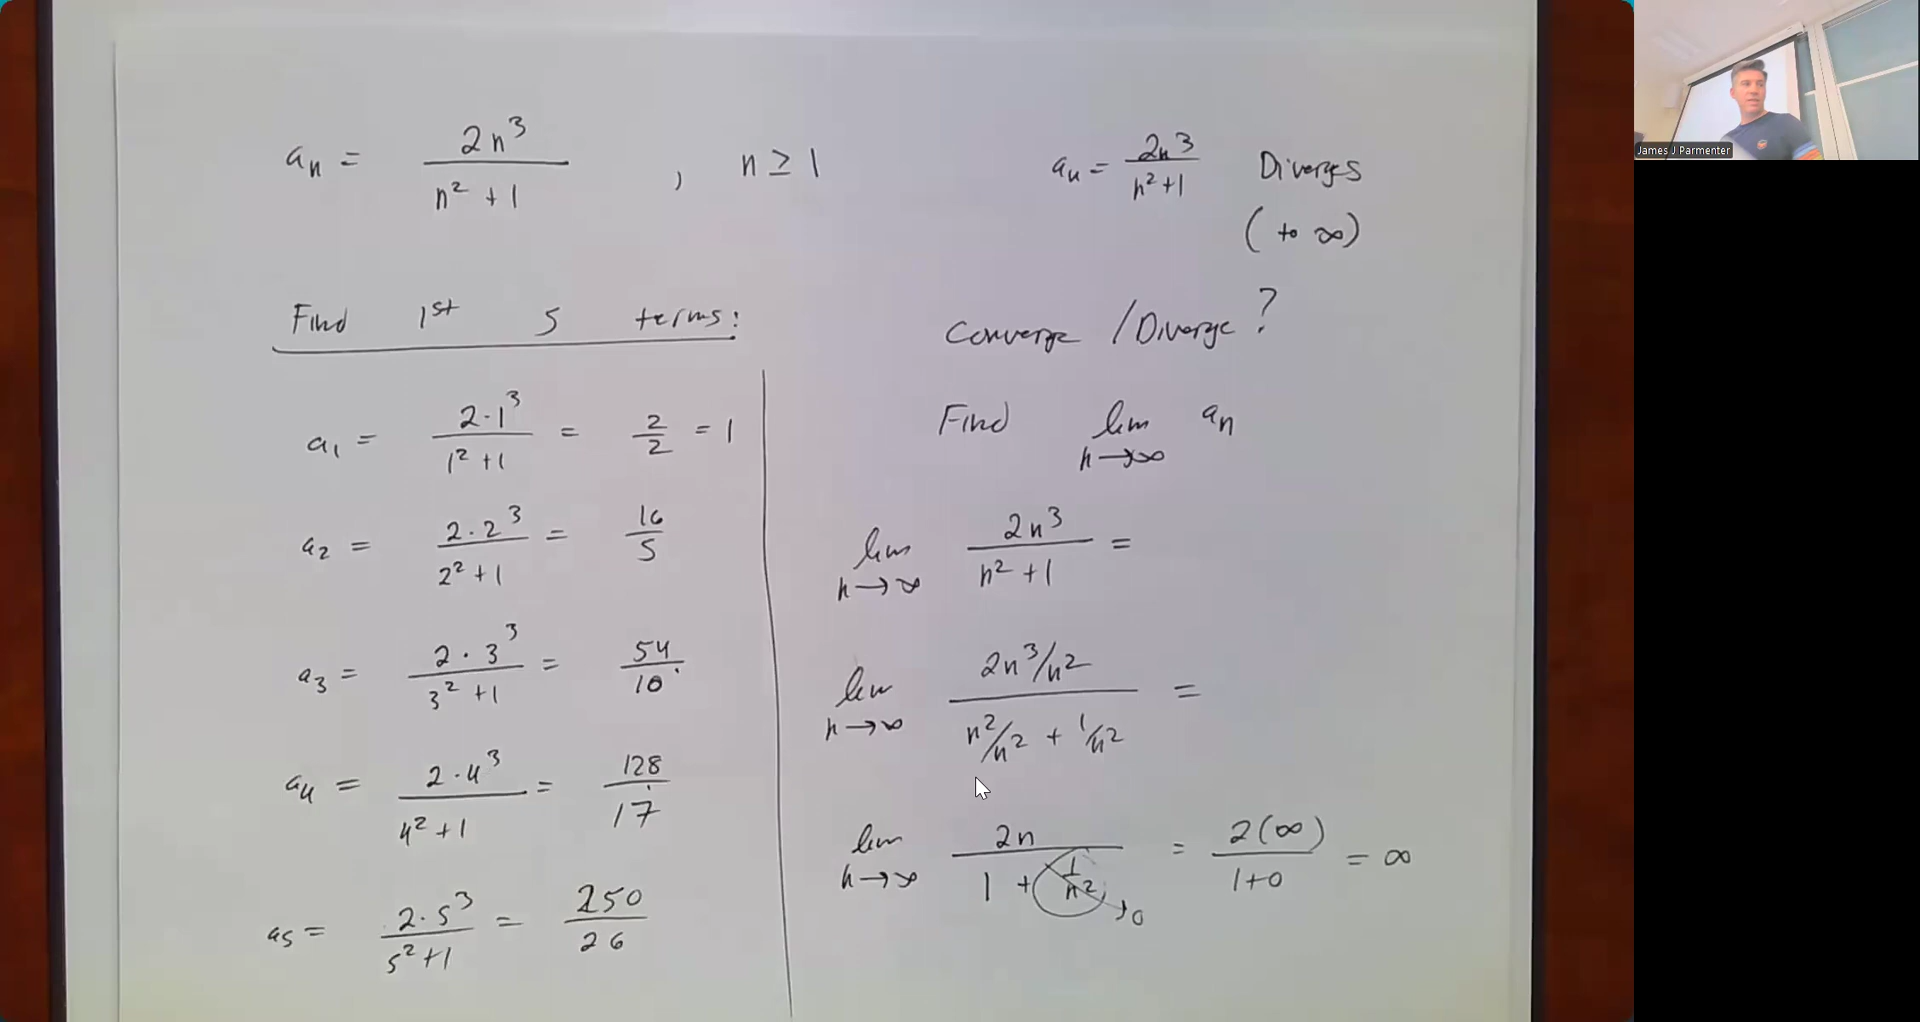 aₙ = 2n³ / (n² + 1) , n ≥ 1
Find 1st 5 terms:
a₁ = 2·1³ / (1² + 1) = 2/2 = 1
a₂ = 2·2³ / (2² + 1) = 16/5
a₃ = 2·3³ / (3² + 1) = 54/10
a₄ = 2·4³ / (4² + 1) = 128/17
a₅ = 2·5³ / (5² + 1) = 250/26
aₙ = 2n³ / (n² + 1) Diverges
(to ∞)
Converge / Diverge ?
Find lim n→∞ aₙ
lim n→∞ 2n³ / (n² + 1) =
lim n→∞ (2n³/n²) / (n²/n² + 1/n²) =
lim n→∞ 2n / (1 + 1/n²) →0 = 2(∞) / (1+0) = ∞
James J Parmenter